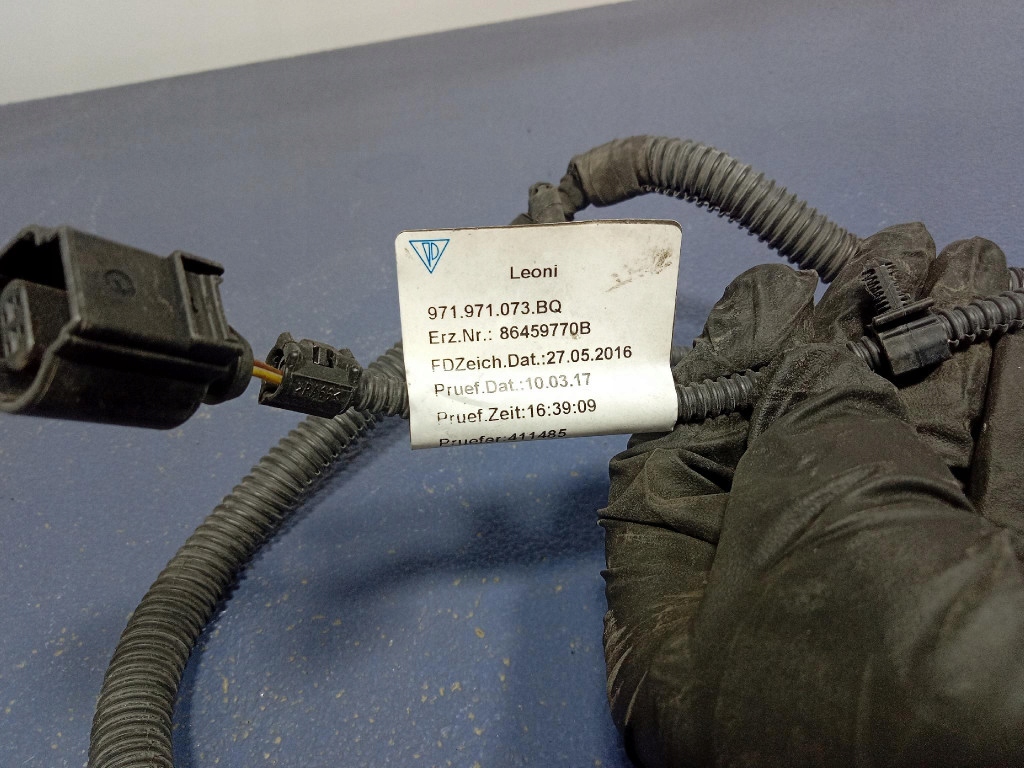 Leoni
971.971.073.BQ
Erz.Nr.: 86459770B
FDZeich.Dat.:27.05.2016
Pruef.Dat.:10.03.17
Pruef.Zeit:16:39:09
Pruefer:411485